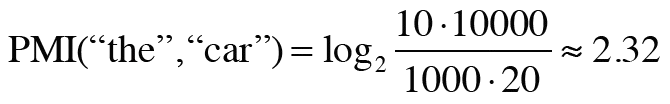 PMI(“the”,“car”) = log₂ 10·10000 / 1000·20 ≈ 2.32